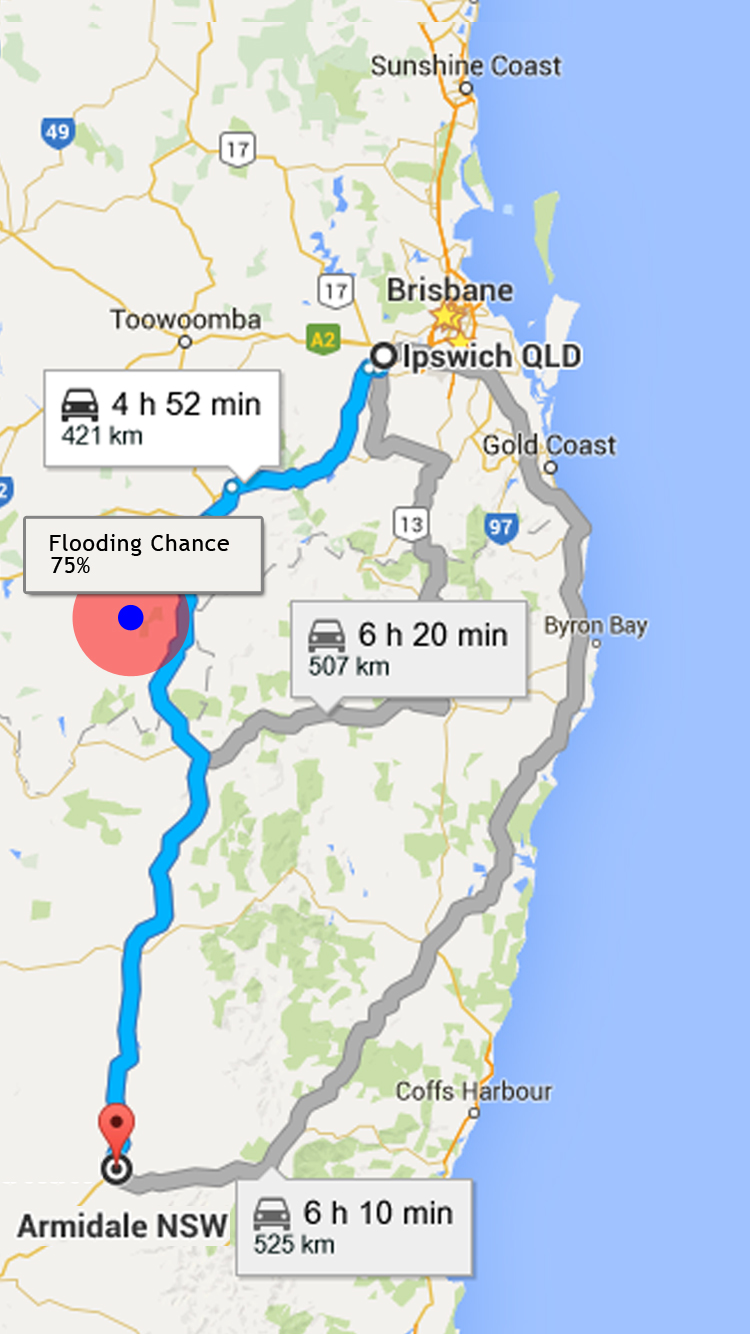 Sunshine Coast
49
17
17
Brisbane
Toowoomba
A2
Ipswich QLD
4 h 52 min
421 km
Gold Coast
2
13
97
Flooding Chance
75%
6 h 20 min
507 km
Byron Bay
Coffs Harbour
Armidale NSW
6 h 10 min
525 km